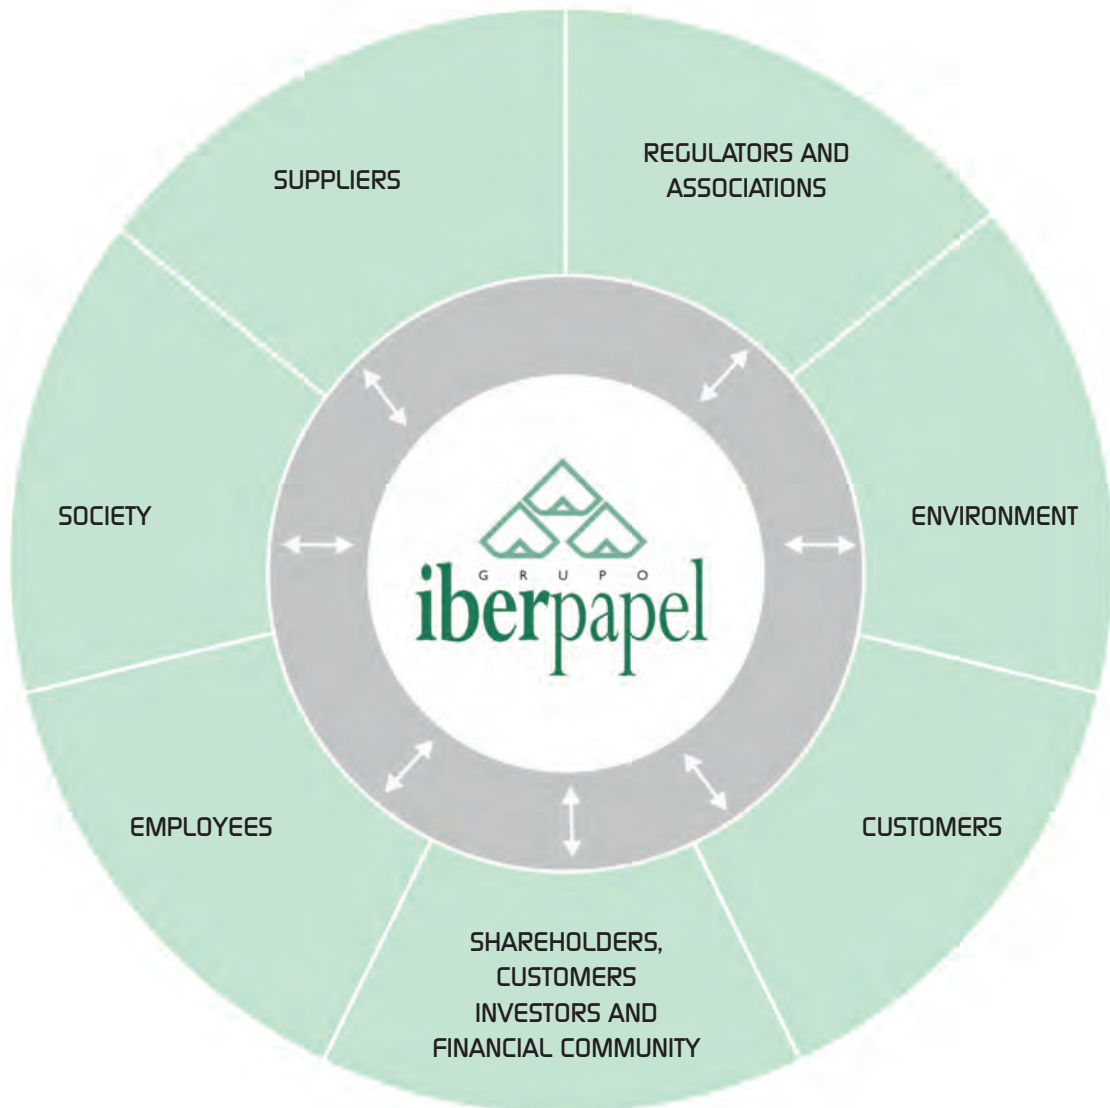 SUPPLIERS
REGULATORS AND
ASSOCIATIONS
SOCIETY
ENVIRONMENT
GRUPO
iberpapel
EMPLOYEES
CUSTOMERS
SHAREHOLDERS,
CUSTOMERS
INVESTORS AND
FINANCIAL COMMUNITY